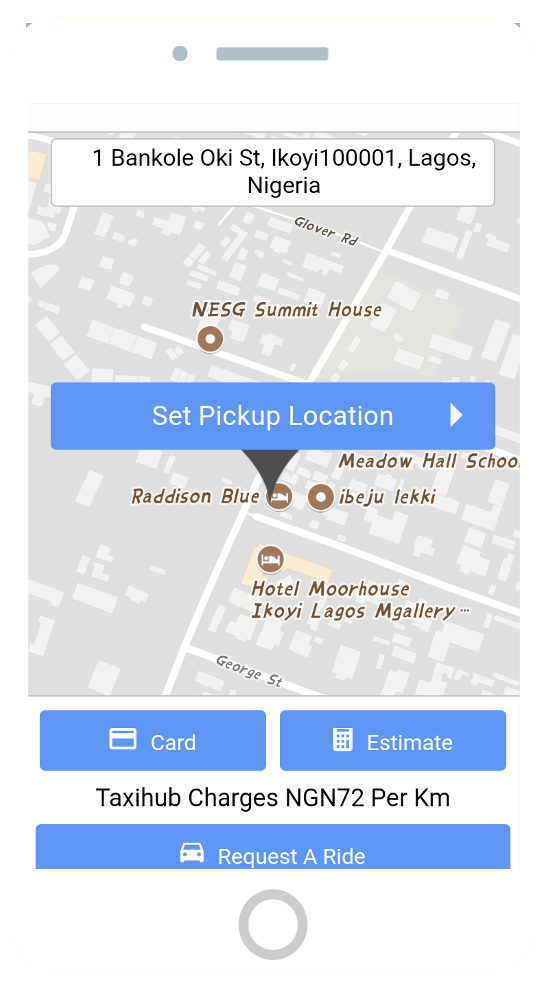 1 Bankole Oki St, Ikoyi100001, Lagos,
Nigeria
Glover Rd
NESG Summit House
Set Pickup Location
Meadow Hall Schoo
Raddison Blue
ibeju lekki
Hotel Moorhouse
Ikoyi Lagos Mgallery ...
George St
Card
Estimate
Taxihub Charges NGN72 Per Km
Request A Ride